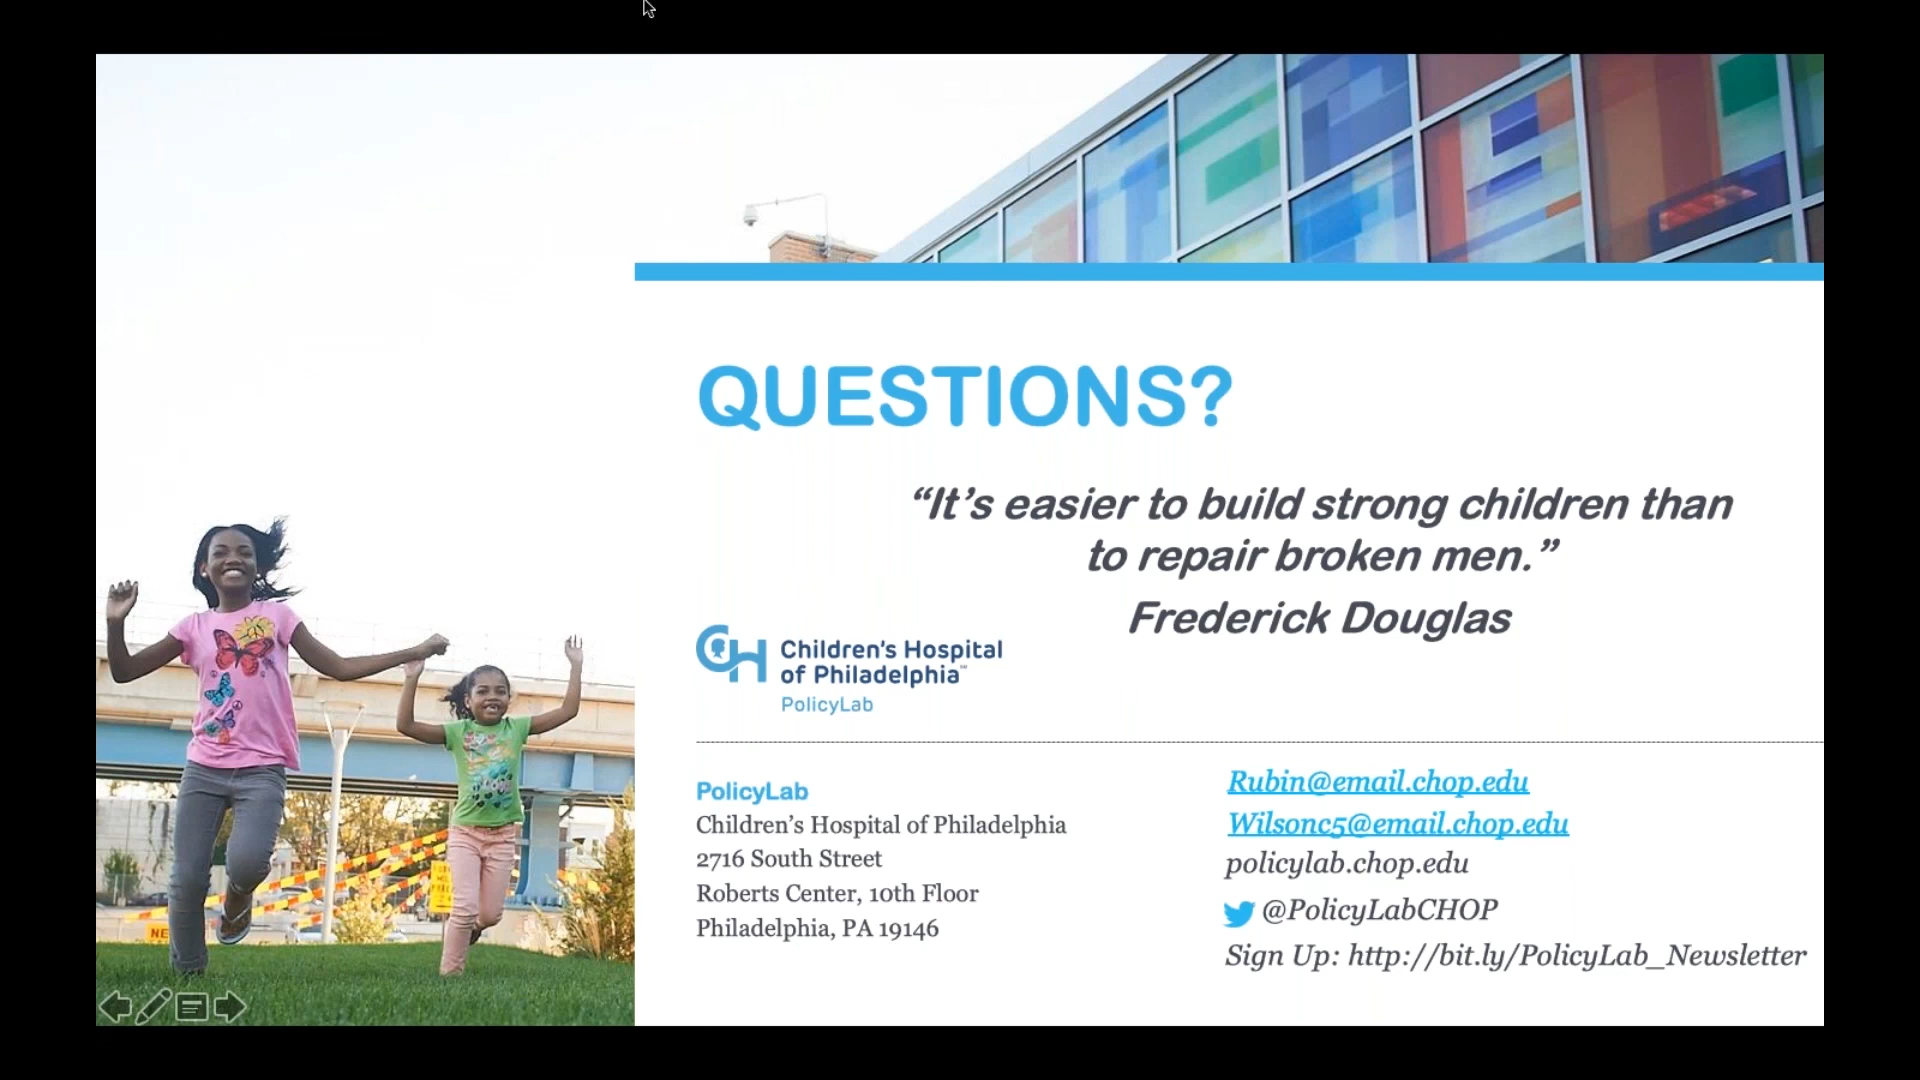 QUESTIONS?
“It’s easier to build strong children than
to repair broken men.”
Frederick Douglas
Children’s Hospital
of Philadelphia
PolicyLab
PolicyLab
Children’s Hospital of Philadelphia
2716 South Street
Roberts Center, 10th Floor
Philadelphia, PA 19146
Rubin@email.chop.edu
Wilsonc5@email.chop.edu
policylab.chop.edu
@PolicyLabCHOP
Sign Up: http://bit.ly/PolicyLab_Newsletter